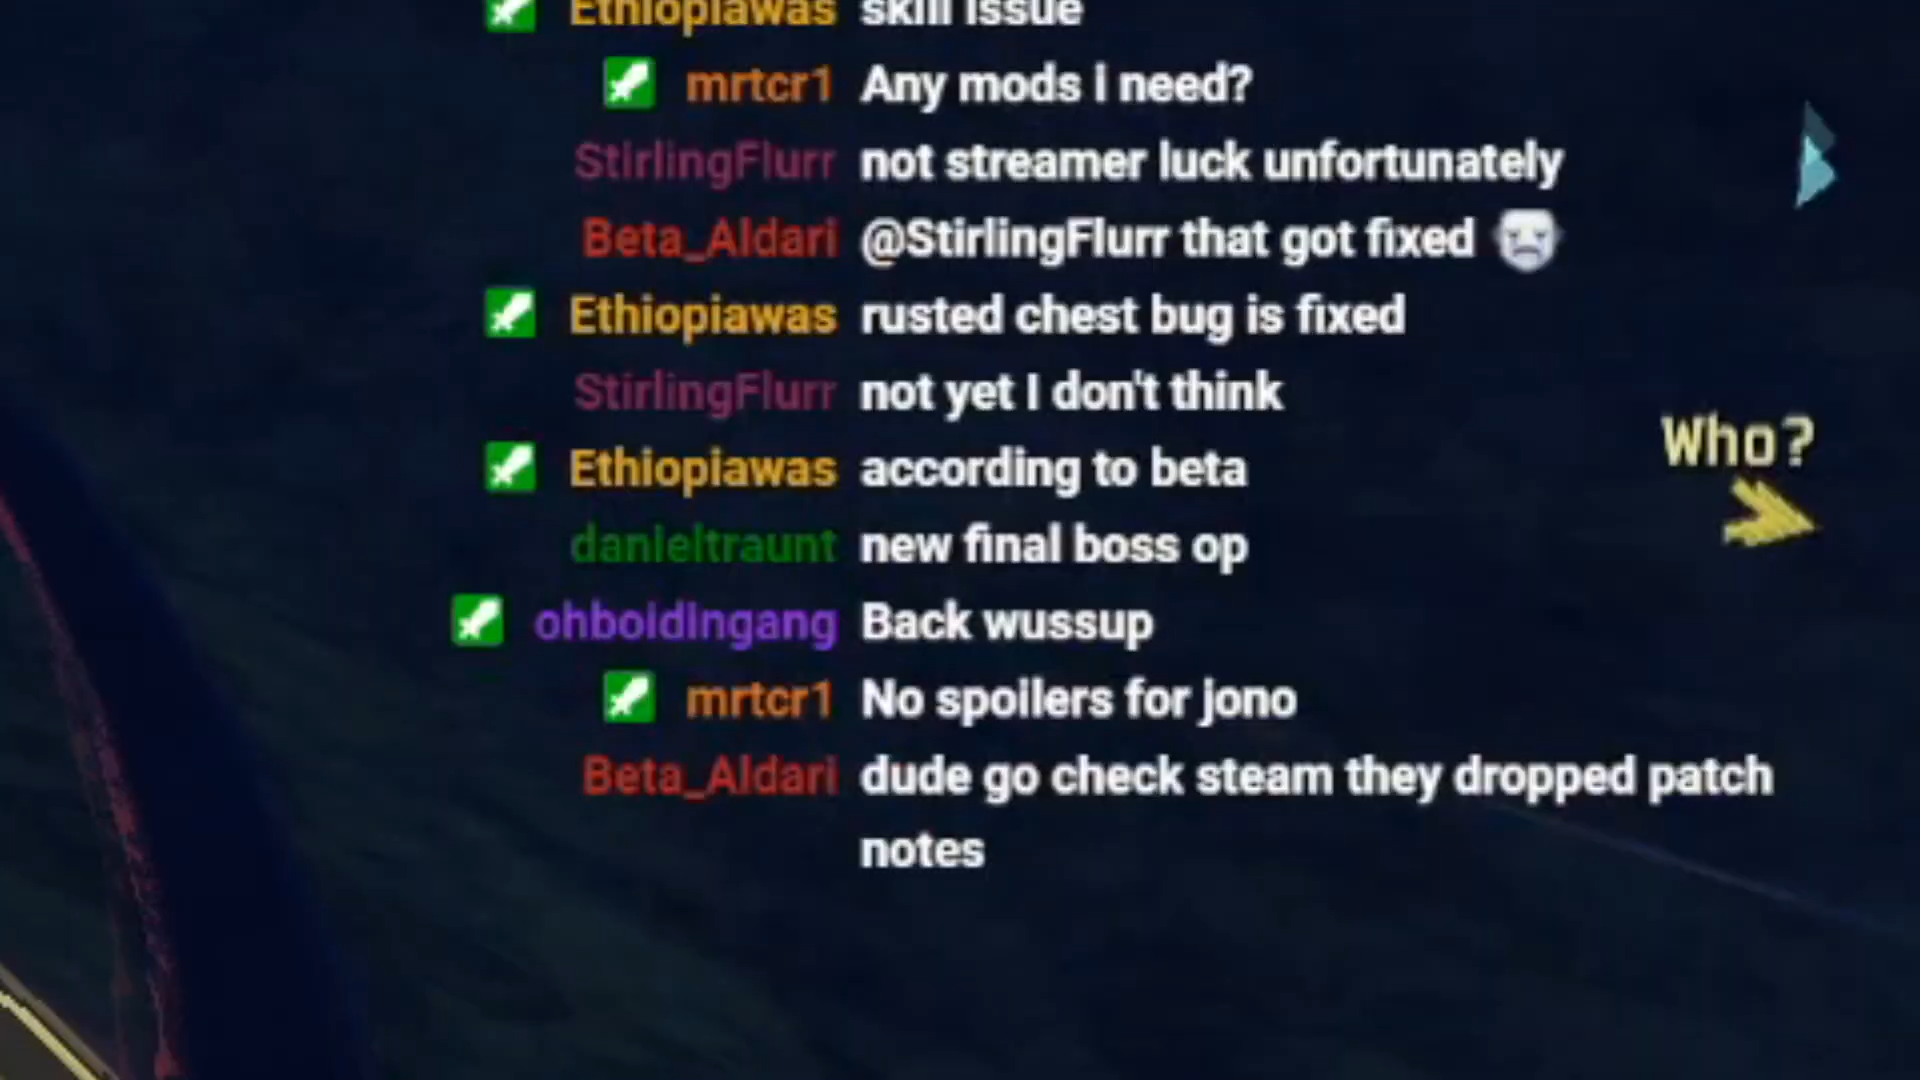 Ethiopiawas skill issue
mrtcr1 Any mods i need?
StirlingFlurr not streamer luck unfortunately
Beta_Aldari @StirlingFlurr that got fixed
Ethiopiawas rusted chest bug is fixed
StirlingFlurr not yet I don't think
Ethiopiawas according to beta
Who?
danieltraunt new final boss op
ohboidingang Back wussup
mrtcr1 No spoilers for jono
Beta_Aldari dude go check steam they dropped patch
notes